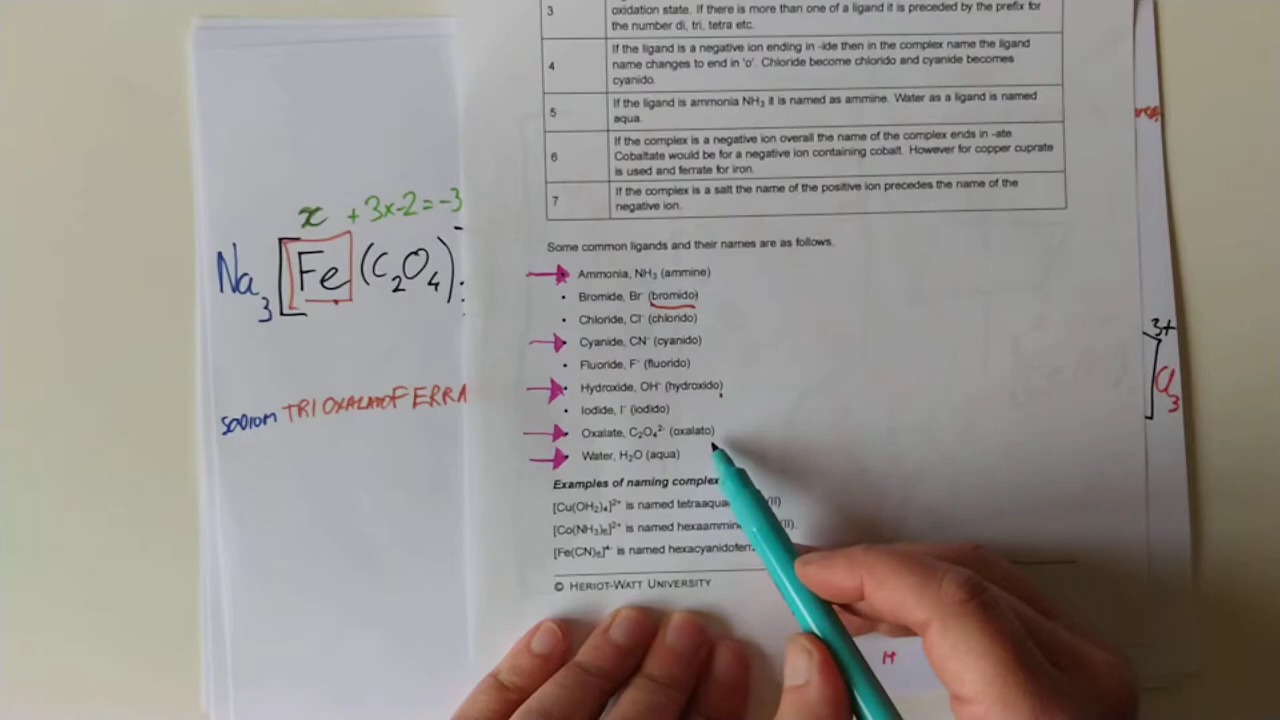 3
oxidation state. If there is more than one of a ligand it is preceded by the prefix for
the number di, tri, tetra etc.
4
If the ligand is a negative ion ending in -ide then in the complex name the ligand
name changes to end in 'o'. Chloride become chlorido and cyanide becomes
cyanido.
5
If the ligand is ammonia NH₃ it is named as ammine. Water as a ligand is named
aqua.
6
If the complex is a negative ion overall the name of the complex ends in -ate.
Cobaltate would be for a negative ion containing cobalt. However for copper cuprate
is used and ferrate for iron.
7
If the complex is a salt the name of the positive ion precedes the name of the
negative ion.
x + 3x-2 = -3
Na₃[Fe(C₂O₄)
SODIUM TRIOXALATOFERRA
Some common ligands and their names are as follows.
• Ammonia, NH₃ (ammine)
• Bromide, Br⁻ (bromido)
• Chloride, Cl⁻ (chlorido)
• Cyanide, CN⁻ (cyanido)
• Fluoride, F⁻ (fluorido)
• Hydroxide, OH⁻ (hydroxido)
• Iodide, I⁻ (iodido)
• Oxalate, C₂O₄²⁻ (oxalato)
• Water, H₂O (aqua)
Examples of naming complex
[Cu(OH₂)₄]²⁺ is named tetraaqua (II)
[Co(NH₃)₆]²⁺ is named hexaammin (II).
[Fe(CN)₆]⁴⁻ is named hexacyanidoferr
© HERIOT-WATT UNIVERSITY
]³⁺ Cl₃
H